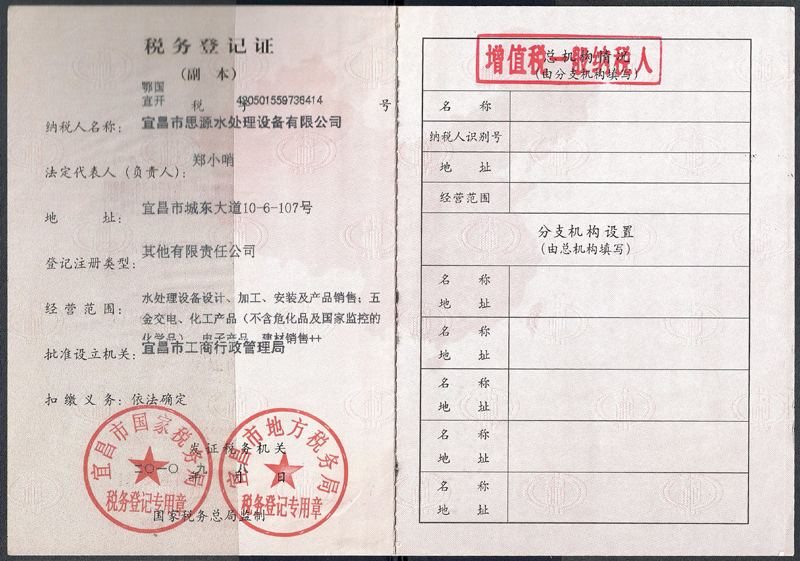 税务登记证
(副 本)
鄂国
宜开 税 字 420501559736414 号
纳税人名称: 宜昌市思源水处理设备有限公司
法定代表人(负责人): 郑小哨
地 址: 宜昌市城东大道10-6-107号
登记注册类型: 其他有限责任公司
经营范围: 水处理设备设计、加工、安装及产品销售; 五
金交电、化工产品(不含危化品及国家监控的
化学品)、电子产品、建材销售++
批准设立机关: 宜昌市工商行政管理局
扣缴义务: 依法确定
宜昌市国家税务局
税务登记专用章
宜昌市地方税务局
税务登记专用章
发证税务机关
二〇一〇 年 九 月 八 日
国家税务总局监制
增值税一般纳税人
总机构情况
(由分支机构填写)
名 称
纳税人识别号
地 址
经营范围
分支机构设置
(由总机构填写)
名 称
地 址
名 称
地 址
名 称
地 址
名 称
地 址
名 称
地 址